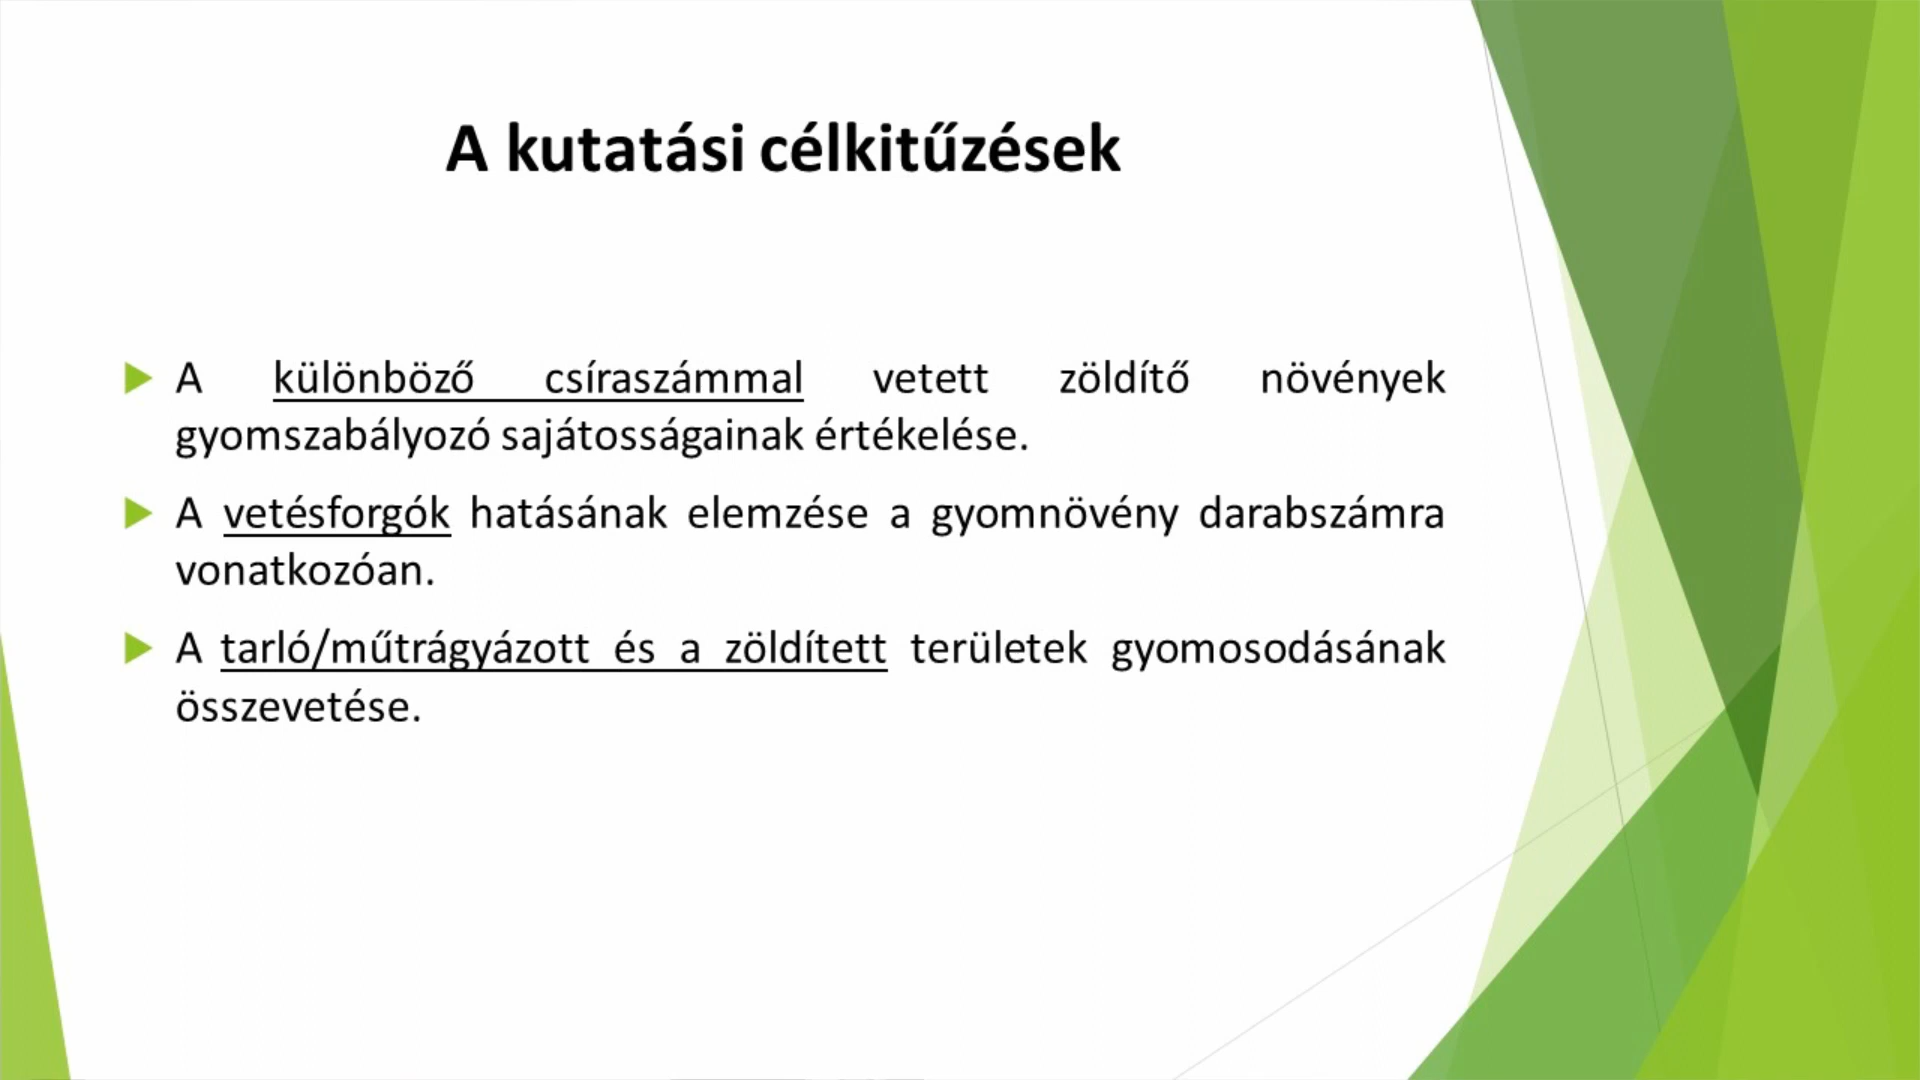 A kutatási célkitűzések
A különböző csíraszámmal vetett zöldítő növények
gyomszabályozó sajátosságainak értékelése.
A vetésforgók hatásának elemzése a gyomnövény darabszámra
vonatkozóan.
A tarló/műtrágyázott és a zöldített területek gyomosodásának
összevetése.